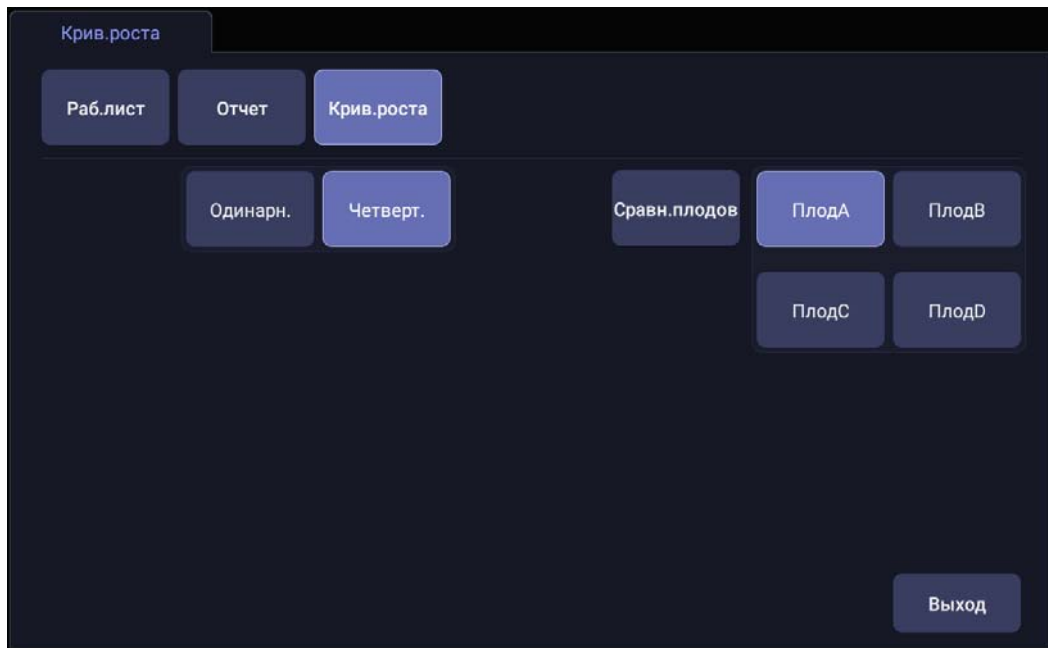 Крив.роста
Раб.лист Отчет Крив.роста
Одинарн. Четверт. Сравн.плодов ПлодA ПлодB
ПлодC ПлодD
Выход